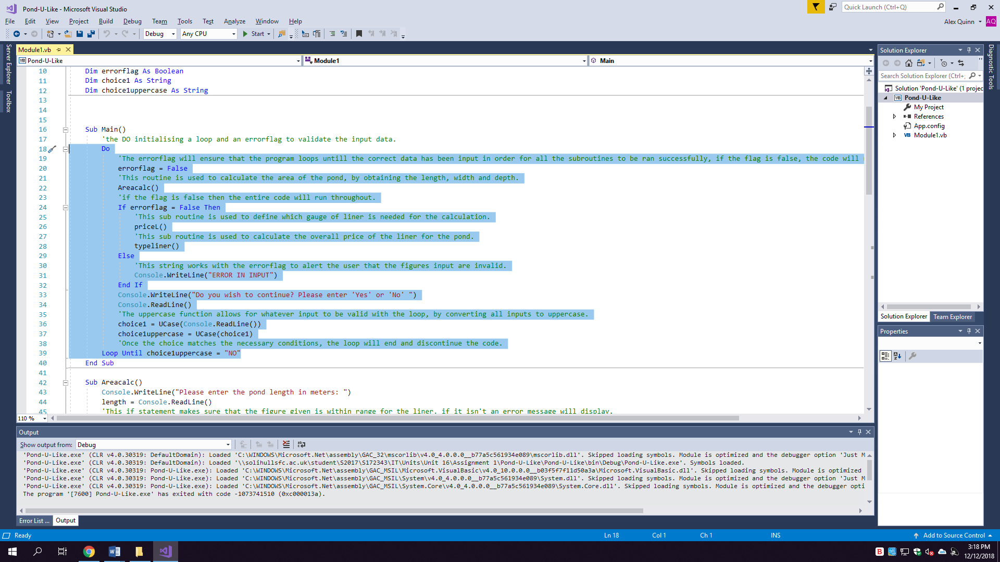 Pond-U-Like - Microsoft Visual Studio
Quick Launch (Ctrl+Q)
File Edit View Project Build Debug Team Tools Test Analyze Window Help
Alex Quinn AQ
Debug Any CPU Start
Server Explorer
Toolbox
Module1.vb
Pond-U-Like Module1 Main
10 Dim errorflag As Boolean
11 Dim choice1 As String
12 Dim choice1uppercase As String
13
14
15
16 Sub Main()
17 'the DO initialising a loop and an errorflag to validate the input data.
18 Do
19 'The errorflag will ensure that the program loops untill the correct data has been input in order for all the subroutines to be ran successfully, if the flag is false, the code will
20 errorflag = False
21 'This routine is used to calculate the area of the pond, by obtaining the length, width and depth.
22 Areacalc()
23 'if the flag is false then the entire code will run throughout.
24 If errorflag = False Then
25 'This sub routine is used to define which gauge of liner is needed for the calculation.
26 priceL()
27 'This sub routine is used to calculate the overall price of the liner for the pond.
28 typeliner()
29 Else
30 'This string works with the errorflag to alert the user that the figures input are invalid.
31 Console.WriteLine("ERROR IN INPUT")
32 End If
33 Console.WriteLine("Do you wish to continue? Please enter 'Yes' or 'No' ")
34 Console.ReadLine()
35 'The uppercase function allows for whatever input to be valid with the loop, by converting all inputs to uppercase.
36 choice1 = UCase(Console.ReadLine())
37 choice1uppercase = UCase(choice1)
38 'Once the choice matches the necessary conditions, the loop will end and discontinue the code.
39 Loop Until choice1uppercase = "NO"
40 End Sub
41
42 Sub Areacalc()
43 Console.WriteLine("Please enter the pond length in meters: ")
44 length = Console.ReadLine()
45 'This if statement makes sure that the figure given is within range for the liner, if it isn't an error message will display.
110 %
Output
Show output from: Debug
'Pond-U-Like.exe' (CLR v4.0.30319: DefaultDomain): Loaded 'C:\WINDOWS\Microsoft.Net\assembly\GAC_32\mscorlib\v4.0_4.0.0.0__b77a5c561934e089\mscorlib.dll'. Skipped loading symbols. Module is optimized and the debugger option 'Just M
'Pond-U-Like.exe' (CLR v4.0.30319: DefaultDomain): Loaded '\\solihullsfc.ac.uk\student\S2017\S172343\IT\Units\Unit 16\Assignment 1\Pond-U-Like\Pond-U-Like\bin\Debug\Pond-U-Like.exe'. Symbols loaded.
'Pond-U-Like.exe' (CLR v4.0.30319: Pond-U-Like.exe): Loaded 'C:\WINDOWS\Microsoft.Net\assembly\GAC_MSIL\Microsoft.VisualBasic\v4.0_10.0.0.0__b03f5f7f11d50a3a\Microsoft.VisualBasic.dll'. Skipped loading symbols. Module is optimized
'Pond-U-Like.exe' (CLR v4.0.30319: Pond-U-Like.exe): Loaded 'C:\WINDOWS\Microsoft.Net\assembly\GAC_MSIL\System\v4.0_4.0.0.0__b77a5c561934e089\System.dll'. Skipped loading symbols. Module is optimized and the debugger option 'Just M
'Pond-U-Like.exe' (CLR v4.0.30319: Pond-U-Like.exe): Loaded 'C:\WINDOWS\Microsoft.Net\assembly\GAC_MSIL\System.Core\v4.0_4.0.0.0__b77a5c561934e089\System.Core.dll'. Skipped loading symbols. Module is optimized and the debugger opti
The program '[7600] Pond-U-Like.exe' has exited with code -1073741510 (0xc000013a).
Error List ... Output
Solution Explorer
Search Solution Explorer (Ctrl+;
Solution 'Pond-U-Like' (1 projec
VB Pond-U-Like
My Project
References
App.config
VB Module1.vb
Solution Explorer Team Explorer
Properties
Diagnostic Tools
Ready Ln 18 Col 1 Ch 1 INS Add to Source Control
3:18 PM
12/12/2018